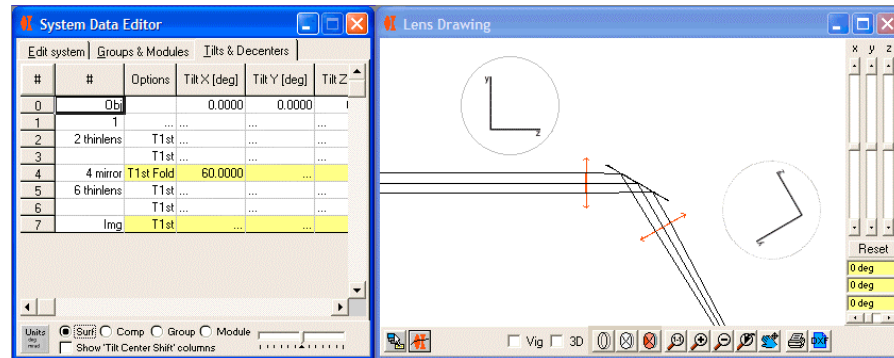 System Data Editor
Edit system Groups & Modules Tilts & Decenters
# # Options Tilt X [deg] Tilt Y [deg] Tilt Z
0 Obj 0.0000 0.0000
1 1 ... ... ... ...
2 2 thinlens T1st ... ... ...
3 T1st ... ... ...
4 4 mirror T1st Fold 60.0000 ...
5 6 thinlens T1st ... ... ...
6 T1st ... ... ...
7 Img T1st ... ... ...
Units
deg
Surf Comp Group Module
Show 'Tilt Center Shift' columns
Lens Drawing
x y z
y
z
Reset
0 deg
0 deg
0 deg
Vig 3D
DXF